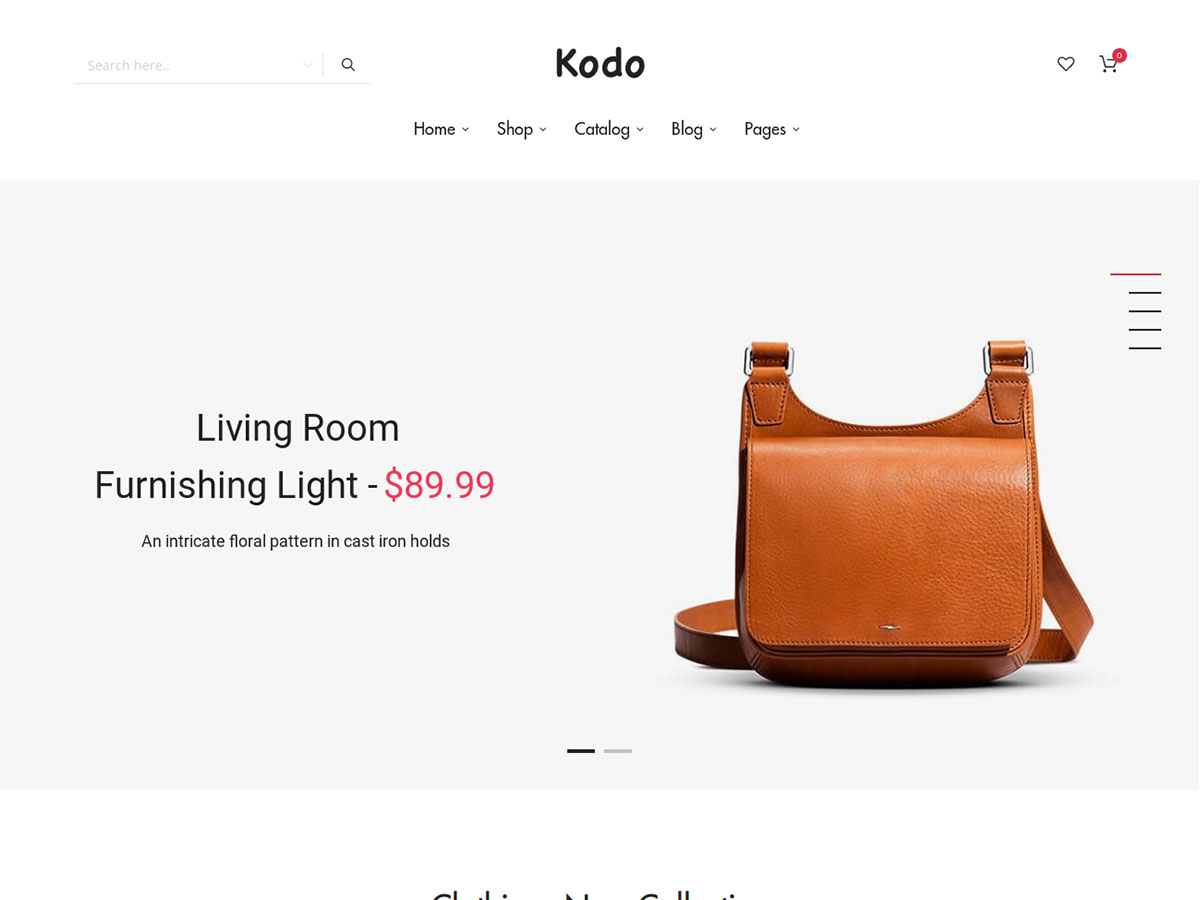 Search here..
Kodo
0
Home
Shop
Catalog
Blog
Pages
Living Room
Furnishing Light - $89.99
An intricate floral pattern in cast iron holds